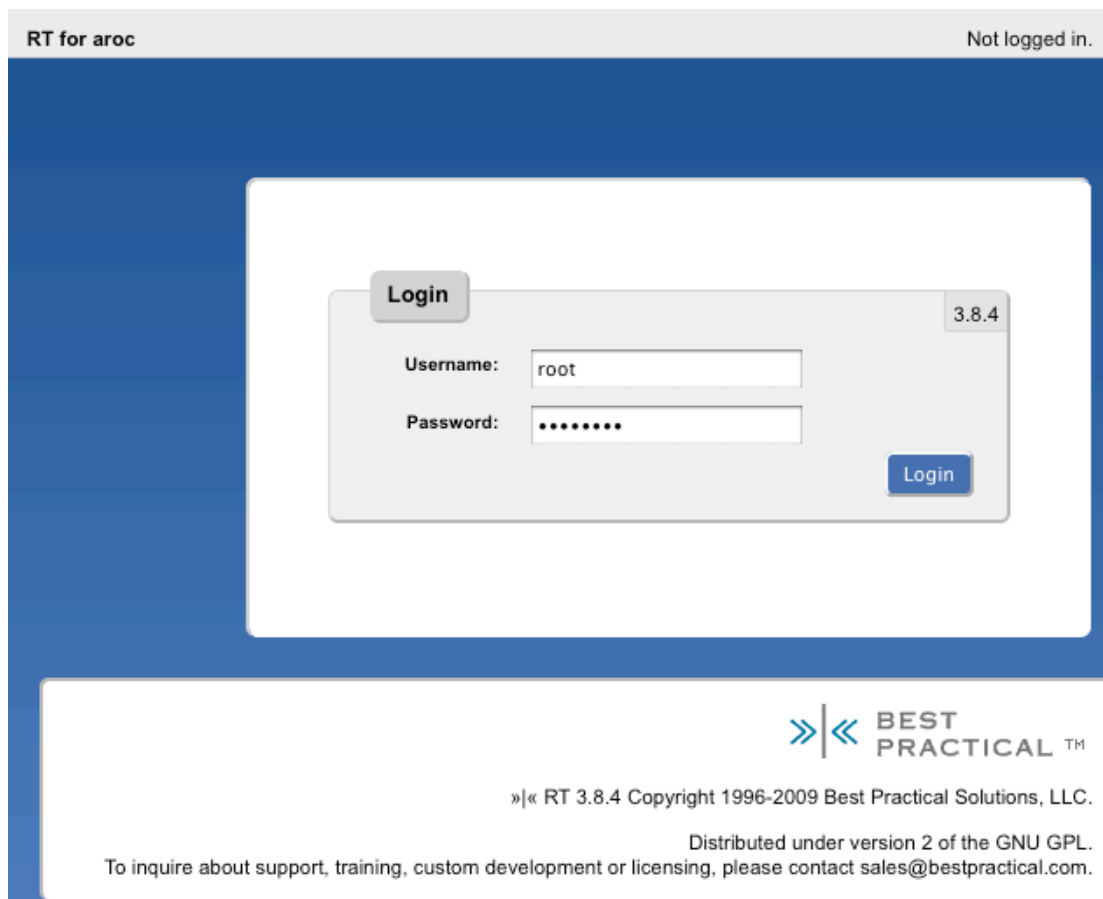 RT for aroc
Not logged in.
Login
3.8.4
Username:
root
Password:
••••••••
Login
»|« BEST
PRACTICAL ™
»|« RT 3.8.4 Copyright 1996-2009 Best Practical Solutions, LLC.
Distributed under version 2 of the GNU GPL.
To inquire about support, training, custom development or licensing, please contact sales@bestpractical.com.